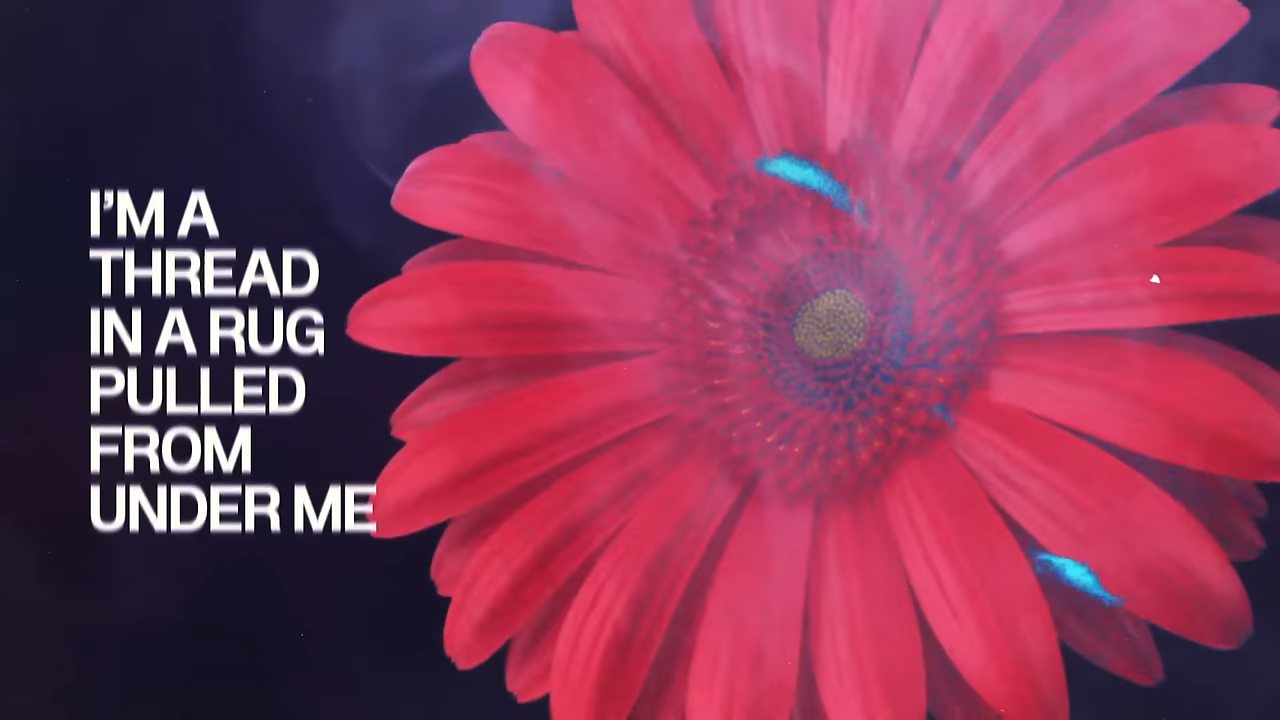 I’M A
THREAD
IN A RUG
PULLED
FROM
UNDER ME